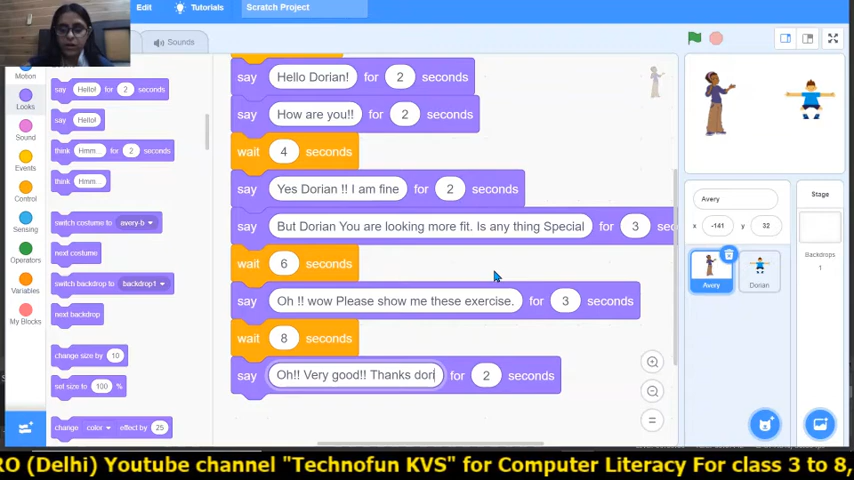 Edit Tutorials Scratch Project
Sounds
Motion
Looks
Sound
Events
Control
Sensing
Operators
Variables
My Blocks
say Hello! for 2 seconds
say Hello!
think Hmm... for 2 seconds
think Hmm...
switch costume to avery-b
next costume
switch backdrop to backdrop1
next backdrop
change size by 10
set size to 100 %
change color effect by 25
say Hello Dorian! for 2 seconds
say How are you!! for 2 seconds
wait 4 seconds
say Yes Dorian !! I am fine for 2 seconds
say But Dorian You are looking more fit. Is any thing Special for 3 sec
wait 6 seconds
say Oh !! wow Please show me these exercise. for 3 seconds
wait 8 seconds
say Oh!! Very good!! Thanks dori for 2 seconds
Avery
x -141 y 32
Avery
Dorian
Stage
Backdrops
1
RO (Delhi) Youtube channel "Technofun KVS" for Computer Literacy For class 3 to 8,